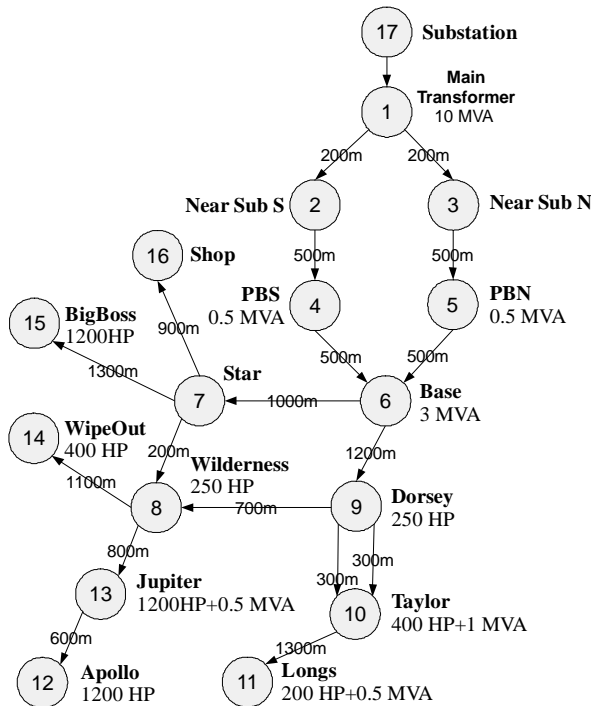 17 Substation
Main
Transformer
1
10 MVA
200m 200m
Near Sub S 2 3 Near Sub N
16 Shop
500m 500m
PBS 4 5 PBN
0.5 MVA 0.5 MVA
BigBoss
15
1200HP
900m
500m 500m
1300m
Star
7 1000m 6 Base
3 MVA
WipeOut
14
400 HP
200m
1200m
Wilderness
250 HP
1100m
8 700m 9 Dorsey
250 HP
800m
300m 300m
13 Jupiter
1200HP+0.5 MVA
10 Taylor
400 HP+1 MVA
600m
1300m
12 Apollo
1200 HP
11 Longs
200 HP+0.5 MVA